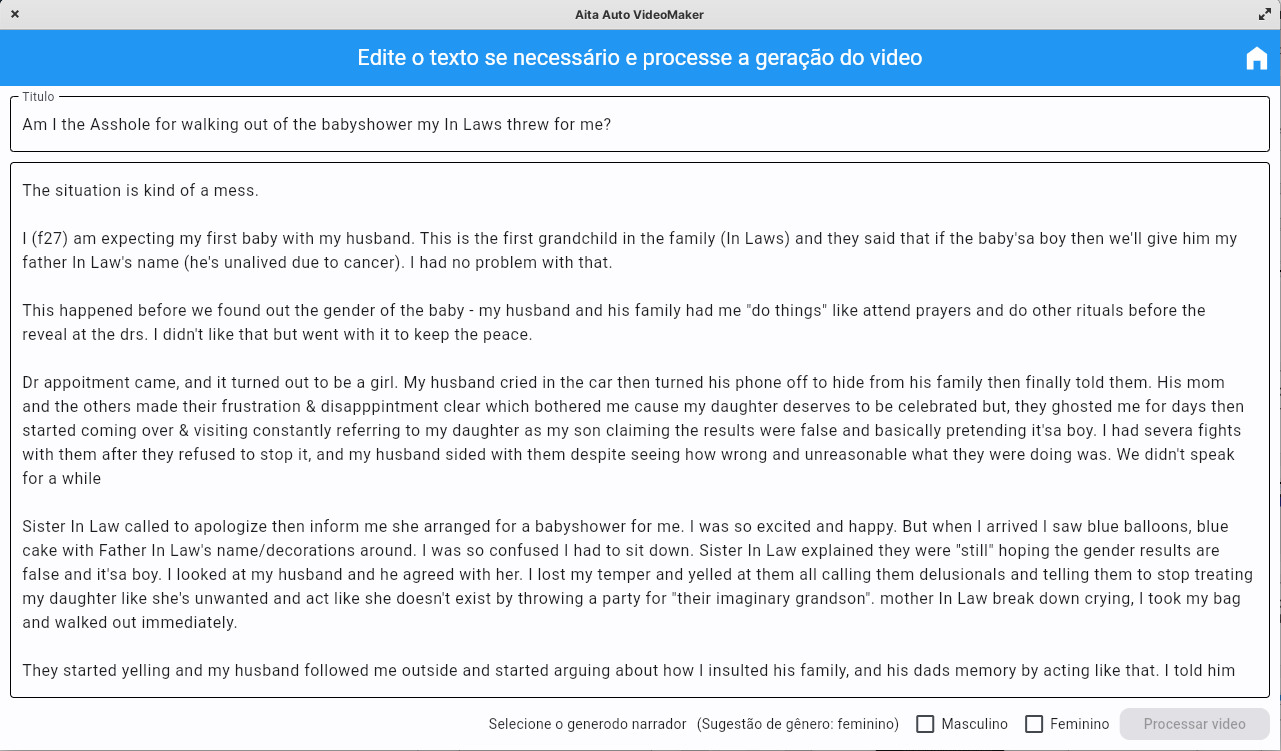 Aita Auto VideoMaker
Edite o texto se necessário e processe a geração do video
Titulo
Am I the Asshole for walking out of the babyshower my In Laws threw for me?
The situation is kind of a mess.
I (f27) am expecting my first baby with my husband. This is the first grandchild in the family (In Laws) and they said that if the baby'sa boy then we'll give him my
father In Law's name (he's unalived due to cancer). I had no problem with that.
This happened before we found out the gender of the baby - my husband and his family had me "do things" like attend prayers and do other rituals before the
reveal at the drs. I didn't like that but went with it to keep the peace.
Dr appoitment came, and it turned out to be a girl. My husband cried in the car then turned his phone off to hide from his family then finally told them. His mom
and the others made their frustration & disapppintment clear which bothered me cause my daughter deserves to be celebrated but, they ghosted me for days then
started coming over & visiting constantly referring to my daughter as my son claiming the results were false and basically pretending it'sa boy. I had severa fights
with them after they refused to stop it, and my husband sided with them despite seeing how wrong and unreasonable what they were doing was. We didn't speak
for a while
Sister In Law called to apologize then inform me she arranged for a babyshower for me. I was so excited and happy. But when I arrived I saw blue balloons, blue
cake with Father In Law's name/decorations around. I was so confused I had to sit down. Sister In Law explained they were "still" hoping the gender results are
false and it'sa boy. I looked at my husband and he agreed with her. I lost my temper and yelled at them all calling them delusionals and telling them to stop treating
my daughter like she's unwanted and act like she doesn't exist by throwing a party for "their imaginary grandson". mother In Law break down crying, I took my bag
and walked out immediately.
They started yelling and my husband followed me outside and started arguing about how I insulted his family, and his dads memory by acting like that. I told him
Selecione o generodo narrador (Sugestão de gênero: feminino) Masculino Feminino Processar video